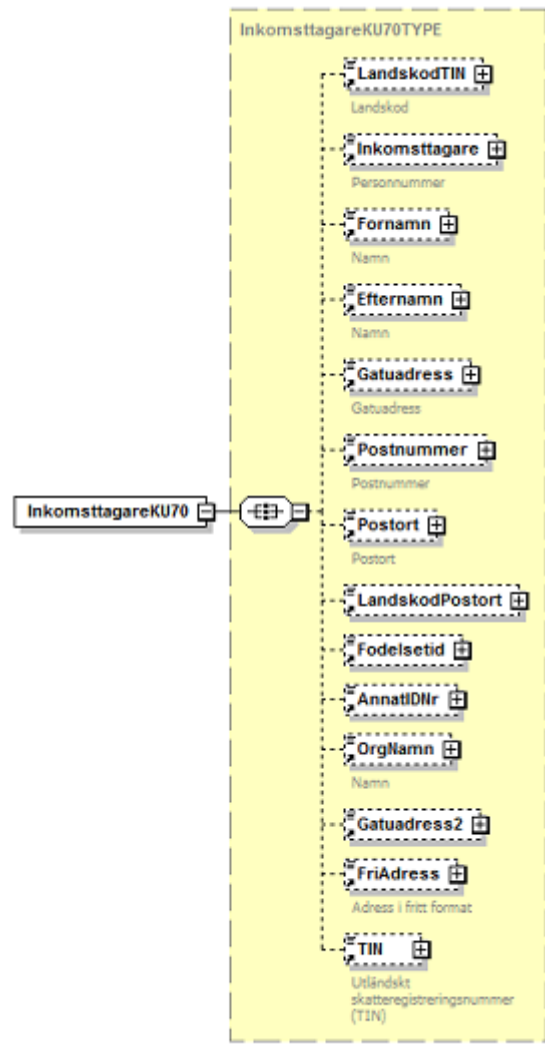 InkomsttagareKU70TYPE
LandskodTIN
Landskod
Inkomsttagare
Personnummer
Fornamn
Namn
Efternamn
Namn
Gatuadress
Gatuadress
Postnummer
Postnummer
InkomsttagareKU70
Postort
Postort
LandskodPostort
Fodelsetid
AnnatIDNr
OrgNamn
Namn
Gatuadress2
FriAdress
Adress i fritt format
TIN
Utländskt
skatteregistreringsnummer
(TIN)